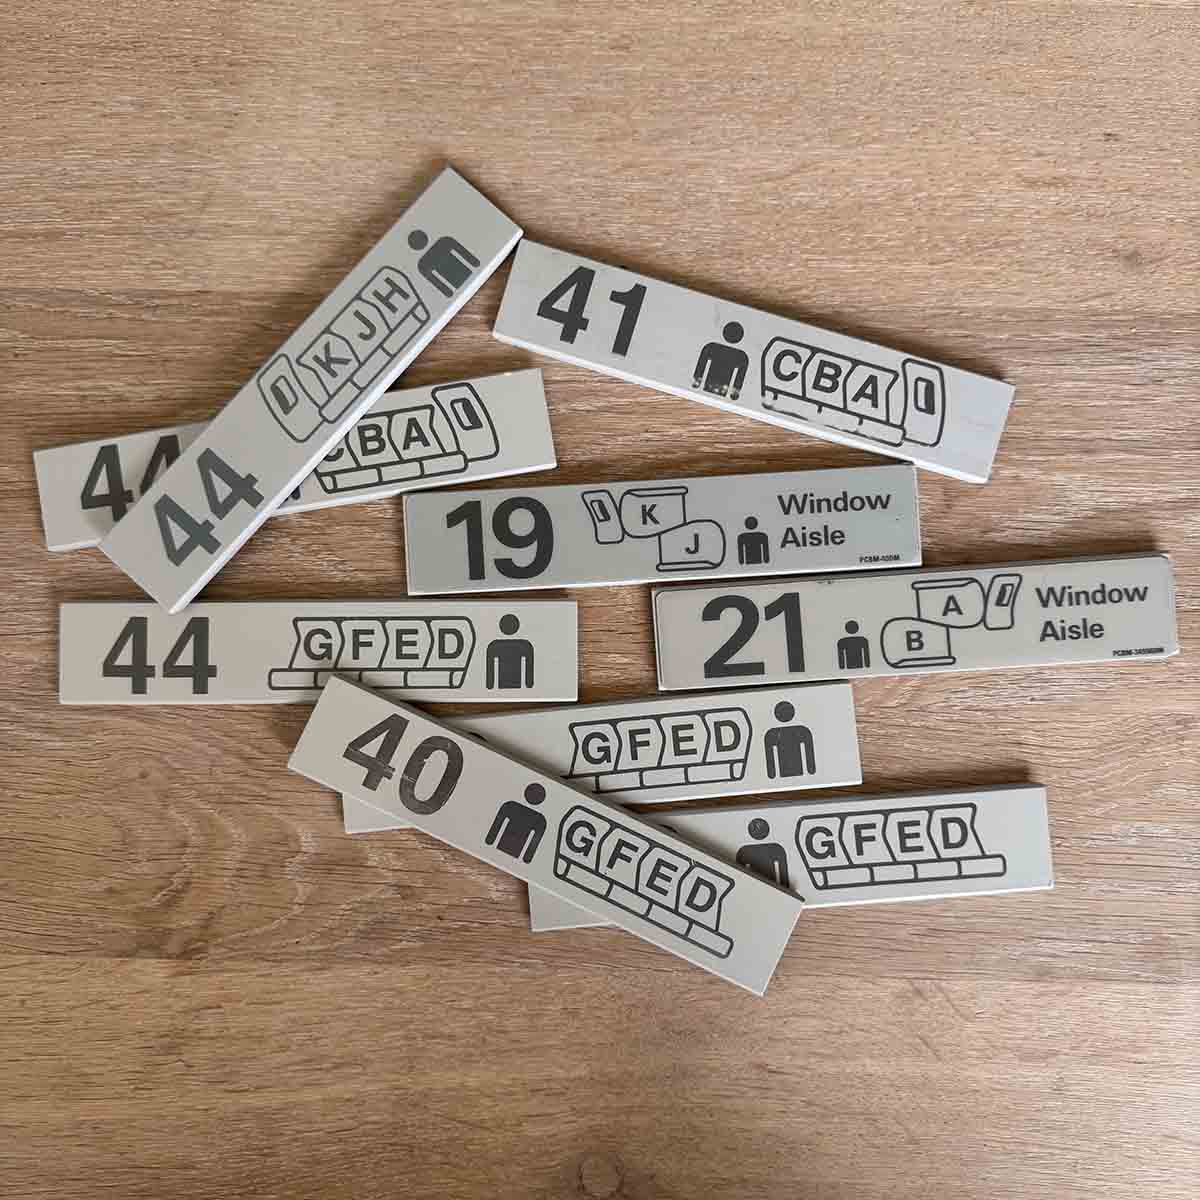 44 K J H
41 C B A
44 C B A
19 K J Window
Aisle
21 B A Window
Aisle
44 G F E D
G F E D
40 G F E D
G F E D